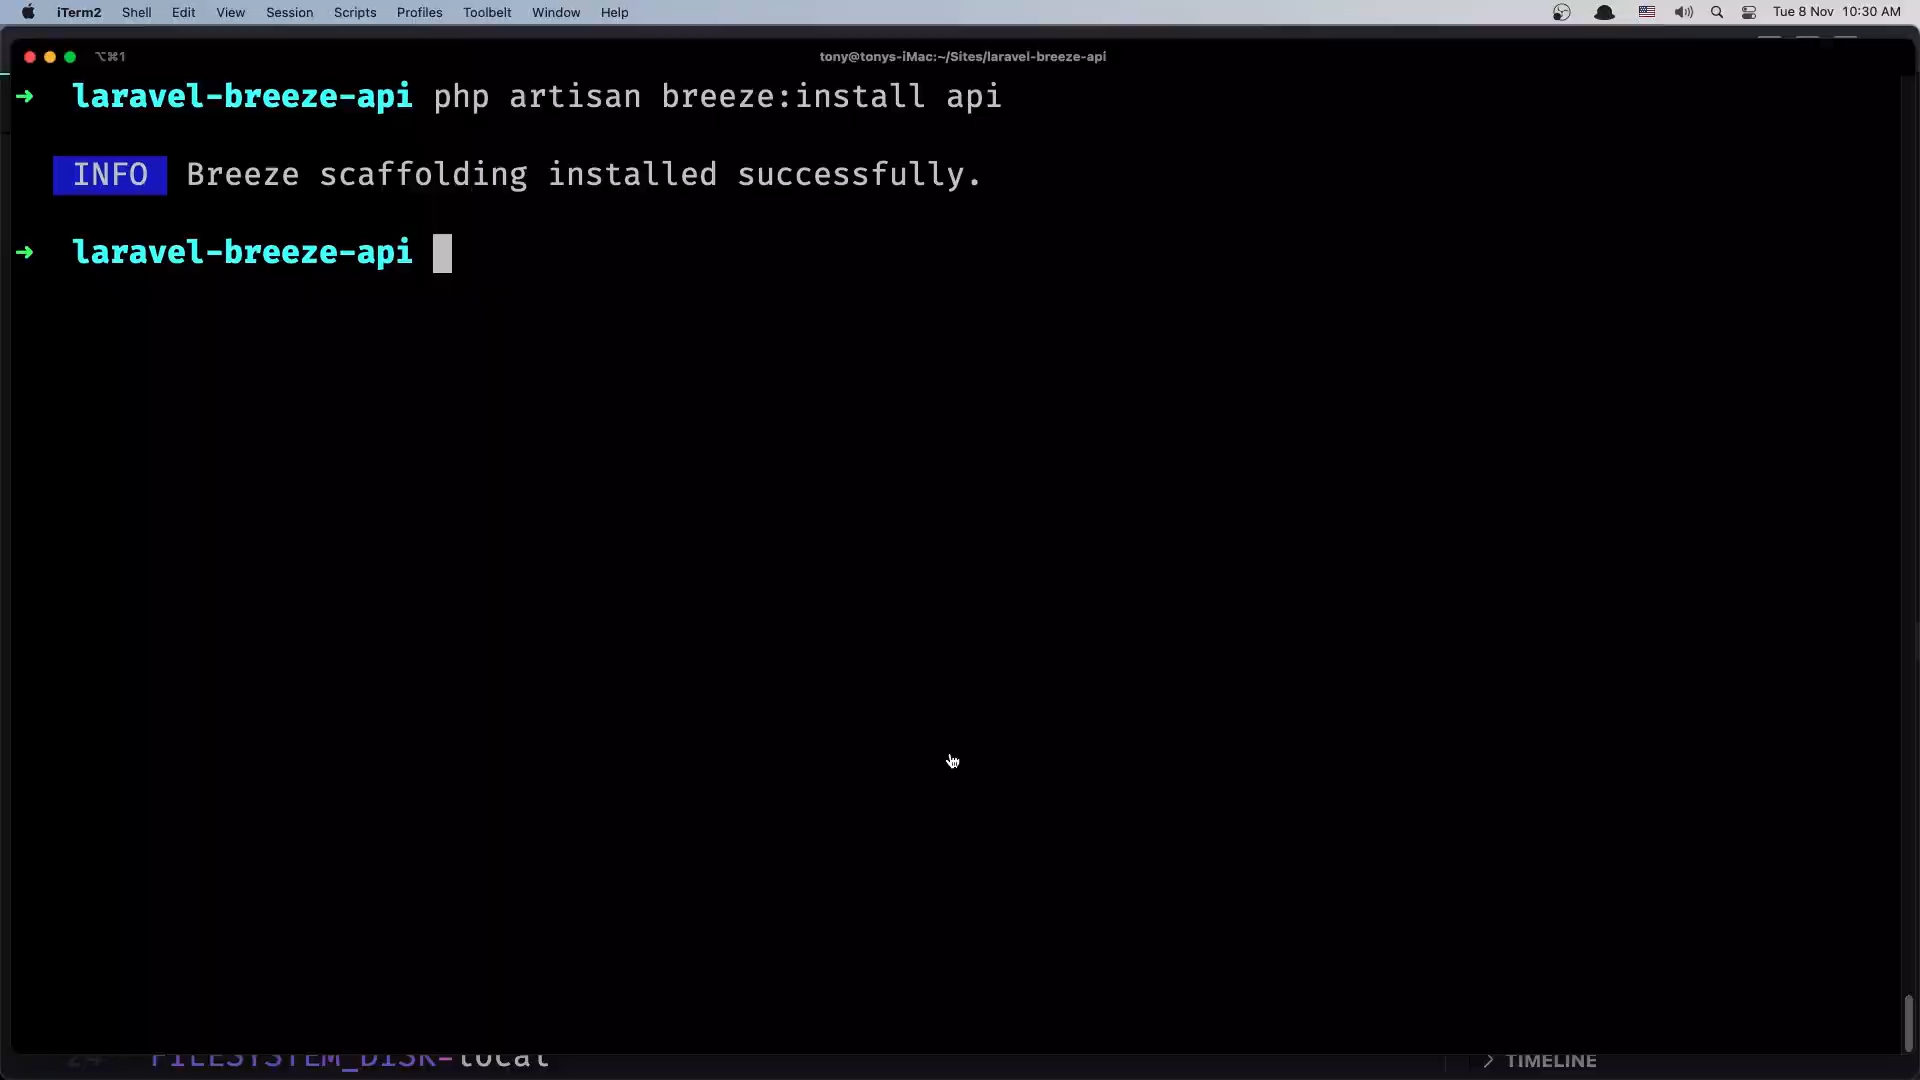 iTerm2 Shell Edit View Session Scripts Profiles Toolbelt Window Help Tue 8 Nov 10:30 AM
⌥⌘1 tony@tonys-iMac:~/Sites/laravel-breeze-api
➜ laravel-breeze-api php artisan breeze:install api
INFO Breeze scaffolding installed successfully.
➜ laravel-breeze-api
24 FILESYSTEM_DISK=local
> TIMELINE